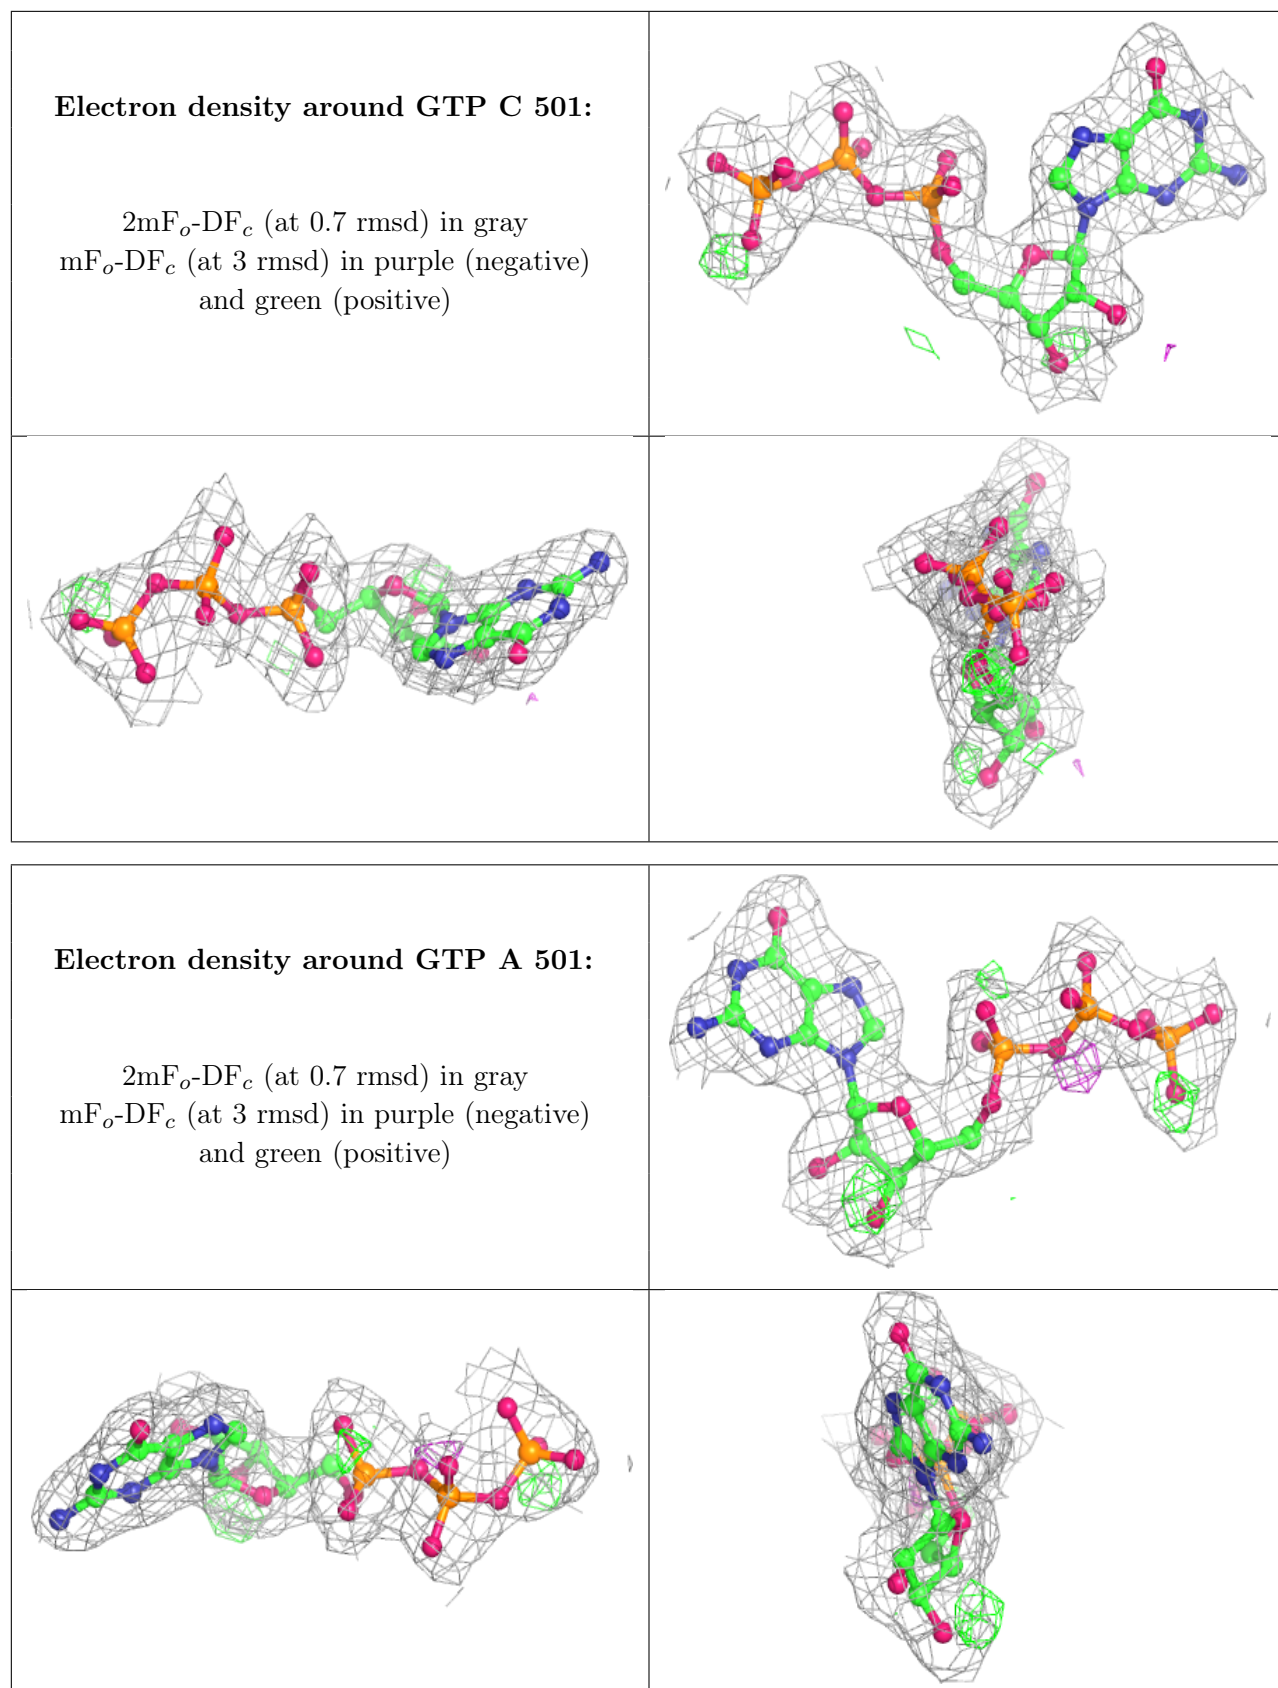 Electron density around GTP C 501:
2mFo-DFc (at 0.7 rmsd) in gray
mFo-DFc (at 3 rmsd) in purple (negative)
and green (positive)
Electron density around GTP A 501:
2mFo-DFc (at 0.7 rmsd) in gray
mFo-DFc (at 3 rmsd) in purple (negative)
and green (positive)